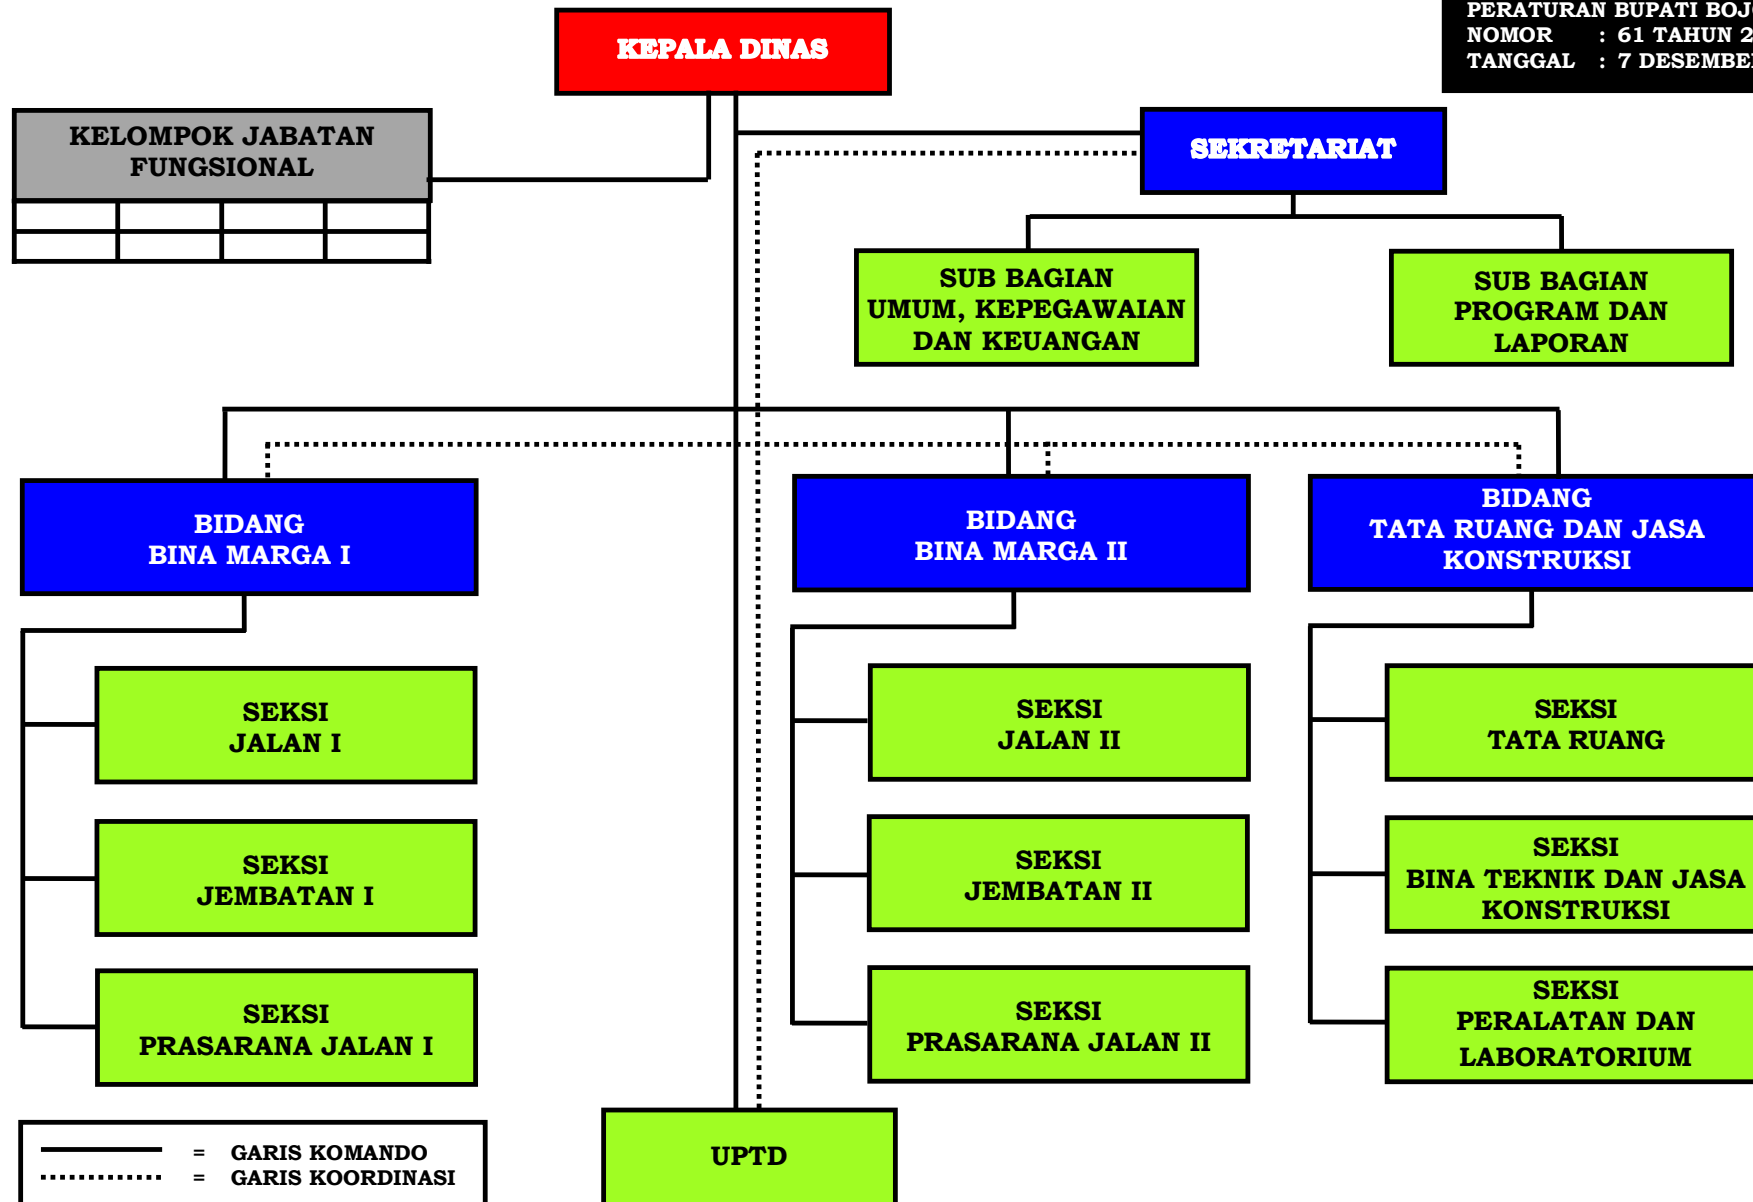 PERATURAN BUPATI
NOMOR : 61 TAHUN
TANGGAL : 7
KEPALA DINAS
KELOMPOK JABATAN
FUNGSIONAL
SEKRETARIAT
SUB BAGIAN
UMUM, KEPEGAWAIAN
DAN KEUANGAN
SUB BAGIAN
PROGRAM DAN
LAPORAN
BIDANG
BINA MARGA I
BIDANG
BINA MARGA II
BIDANG
TATA RUANG DAN JASA
KONSTRUKSI
SEKSI
JALAN I
SEKSI
JALAN II
SEKSI
TATA RUANG
SEKSI
JEMBATAN I
SEKSI
JEMBATAN II
SEKSI
BINA TEKNIK DAN JASA
KONSTRUKSI
SEKSI
PRASARANA JALAN I
SEKSI
PRASARANA JALAN II
SEKSI
PERALATAN DAN
LABORATORIUM
= GARIS KOMANDO
= GARIS KOORDINASI
UPTD